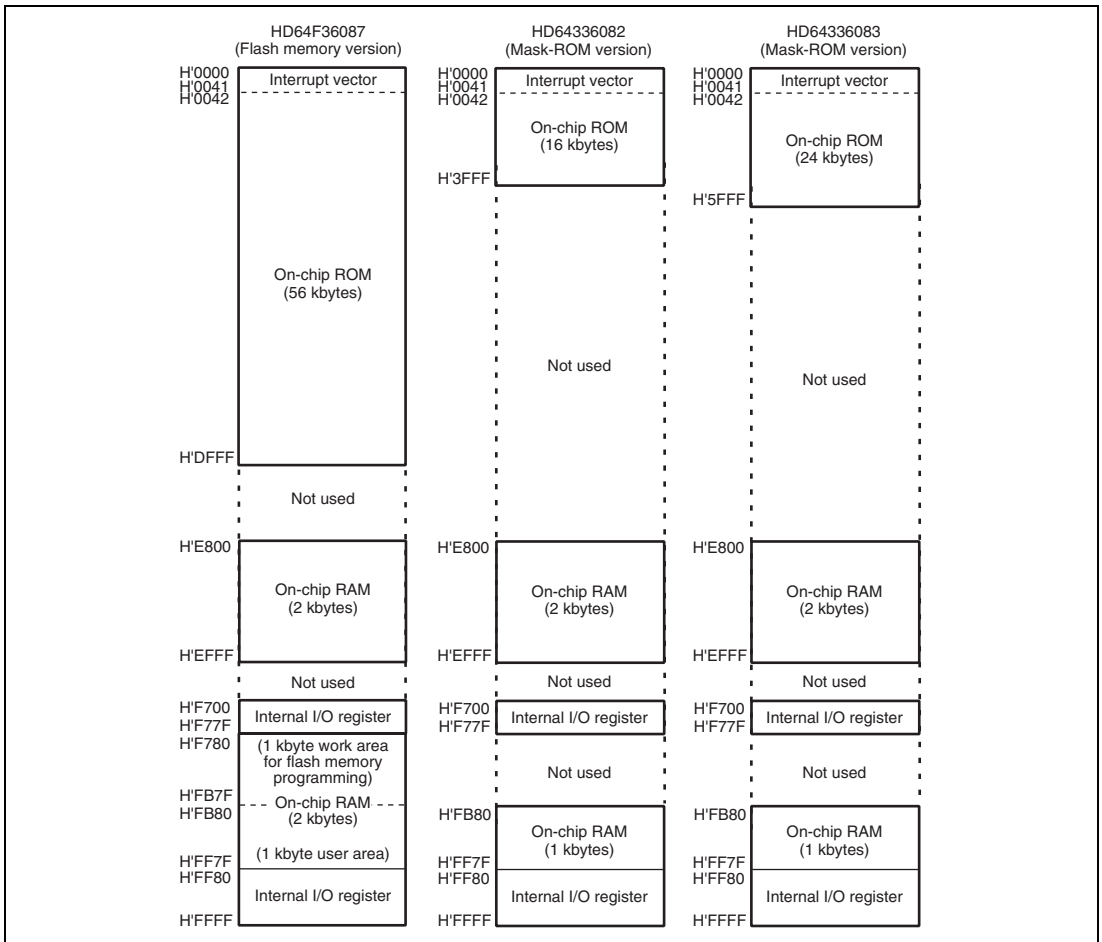 HD64F36087
(Flash memory version)
H'0000
H'0041
H'0042
Interrupt vector
On-chip ROM
(56 kbytes)
H'DFFF
Not used
H'E800
On-chip RAM
(2 kbytes)
H'EFFF
Not used
H'F700
H'F77F
Internal I/O register
H'F780
(1 kbyte work area
for flash memory
programming)
H'FB7F
H'FB80
On-chip RAM
(2 kbytes)
(1 kbyte user area)
H'FF7F
H'FF80
Internal I/O register
H'FFFF
HD64336082
(Mask-ROM version)
H'0000
H'0041
H'0042
Interrupt vector
On-chip ROM
(16 kbytes)
H'3FFF
Not used
H'E800
On-chip RAM
(2 kbytes)
H'EFFF
Not used
H'F700
H'F77F
Internal I/O register
Not used
H'FB80
On-chip RAM
(1 kbytes)
H'FF7F
H'FF80
Internal I/O register
H'FFFF
HD64336083
(Mask-ROM version)
H'0000
H'0041
H'0042
Interrupt vector
On-chip ROM
(24 kbytes)
H'5FFF
Not used
H'E800
On-chip RAM
(2 kbytes)
H'EFFF
Not used
H'F700
H'F77F
Internal I/O register
Not used
H'FB80
On-chip RAM
(1 kbytes)
H'FF7F
H'FF80
Internal I/O register
H'FFFF